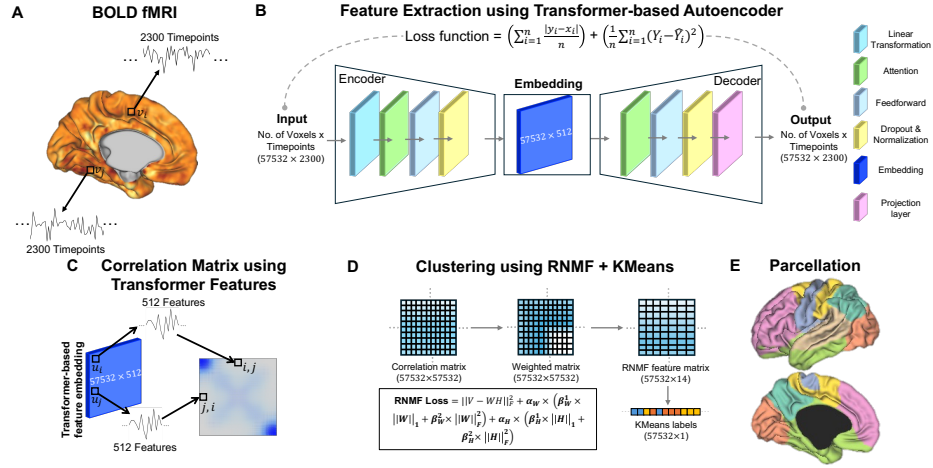 A
BOLD fMRI
2300 Timepoints
...
...
v_i
v_j
...
...
2300 Timepoints
B
Feature Extraction using Transformer-based Autoencoder
Loss function = (∑_{i=1}^{n} |y_i−x_i|/n) + (1/n ∑_{i=1}^{n}(Y_i−Ŷ_i)²)
Encoder
Embedding
Decoder
Input
No. of Voxels x
Timepoints
(57532 × 2300)
57532 × 512
Output
No. of Voxels x
Timepoints
(57532 × 2300)
Linear
Transformation
Attention
Feedforward
Dropout &
Normalization
Embedding
Projection
layer
C
Correlation Matrix using
Transformer Features
512 Features
Transformer-based
feature embedding
u_i
57532 × 512
u_j
i, j
j, i
512 Features
D
Clustering using RNMF + KMeans
Correlation matrix
(57532×57532)
Weighted matrix
(57532×57532)
RNMF feature matrix
(57532×14)
RNMF Loss = ||V − WH||_F^2 + α_W × (β_W^1 ×
||W||_1 + β_W^2 × ||W||_F^2) + α_H × (β_H^1 × ||H||_1 +
β_H^2 × ||H||_F^2)
KMeans labels
(57532×1)
E
Parcellation